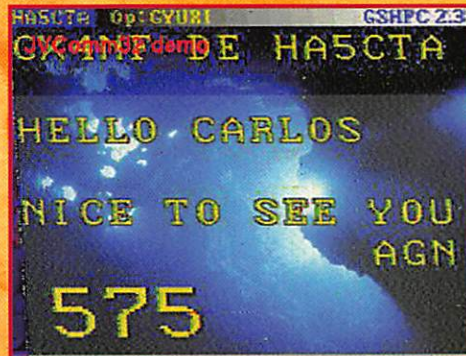 HA5CTA Op:GYURI GSHPC 2.3
DE HA5CTA
JVComm32 demo
HELLO CARLOS
NICE TO SEE YOU
AGN
575